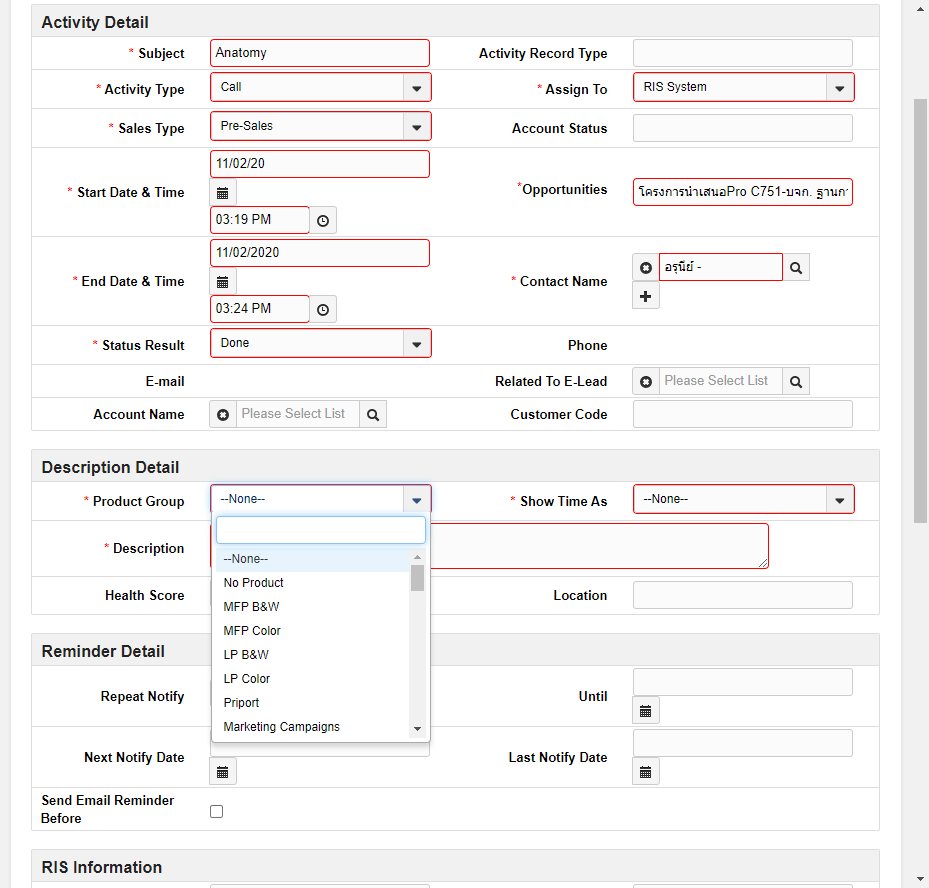 Activity Detail
* Subject Anatomy Activity Record Type
* Activity Type Call * Assign To RIS System
* Sales Type Pre-Sales Account Status
11/02/20
* Start Date & Time *Opportunities โครงการนำเสนอPro C751-บจก. ฐานก
03:19 PM
11/02/2020
* End Date & Time * Contact Name อรุนีย์ -
03:24 PM
* Status Result Done Phone
E-mail Related To E-Lead Please Select List
Account Name Please Select List Customer Code
Description Detail
* Product Group --None-- * Show Time As --None--
* Description
--None--
No Product
Health Score Location
MFP B&W
MFP Color
Reminder Detail
LP B&W
LP Color
Repeat Notify Until
Priport
Marketing Campaigns
Next Notify Date Last Notify Date
Send Email Reminder
Before
RIS Information